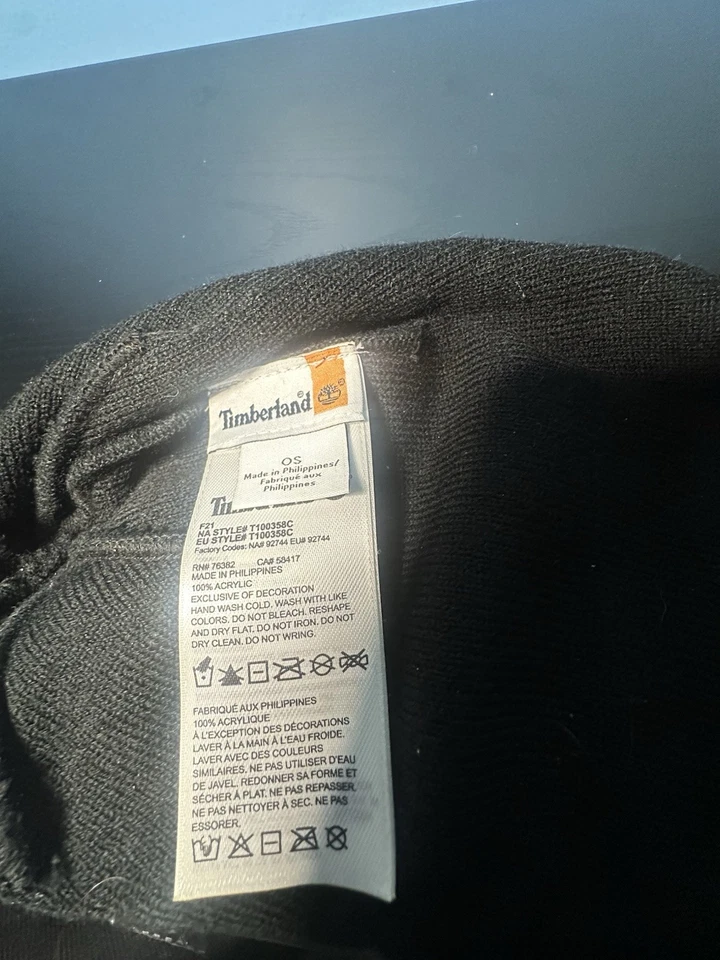 Timberland®
OS
Made in Philippines/
Fabriqué aux
Philippines
F21
NA STYLE# T100358C
EU STYLE# T100358C
Factory Codes: NA# 92744 EU# 92744
RN# 76382 CA# 58417
MADE IN PHILIPPINES
100% ACRYLIC
EXCLUSIVE OF DECORATION
HAND WASH COLD. WASH WITH LIKE
COLORS. DO NOT BLEACH. RESHAPE
AND DRY FLAT. DO NOT IRON. DO NOT
DRY CLEAN. DO NOT WRING.
FABRIQUÉ AUX PHILIPPINES
100% ACRYLIQUE
À L'EXCEPTION DES DÉCORATIONS
LAVER À LA MAIN À L'EAU FROIDE.
LAVER AVEC DES COULEURS
SIMILAIRES. NE PAS UTILISER D'EAU
DE JAVEL. REDONNER SA FORME ET
SÉCHER À PLAT. NE PAS REPASSER.
NE PAS NETTOYER À SEC. NE PAS
ESSORER.